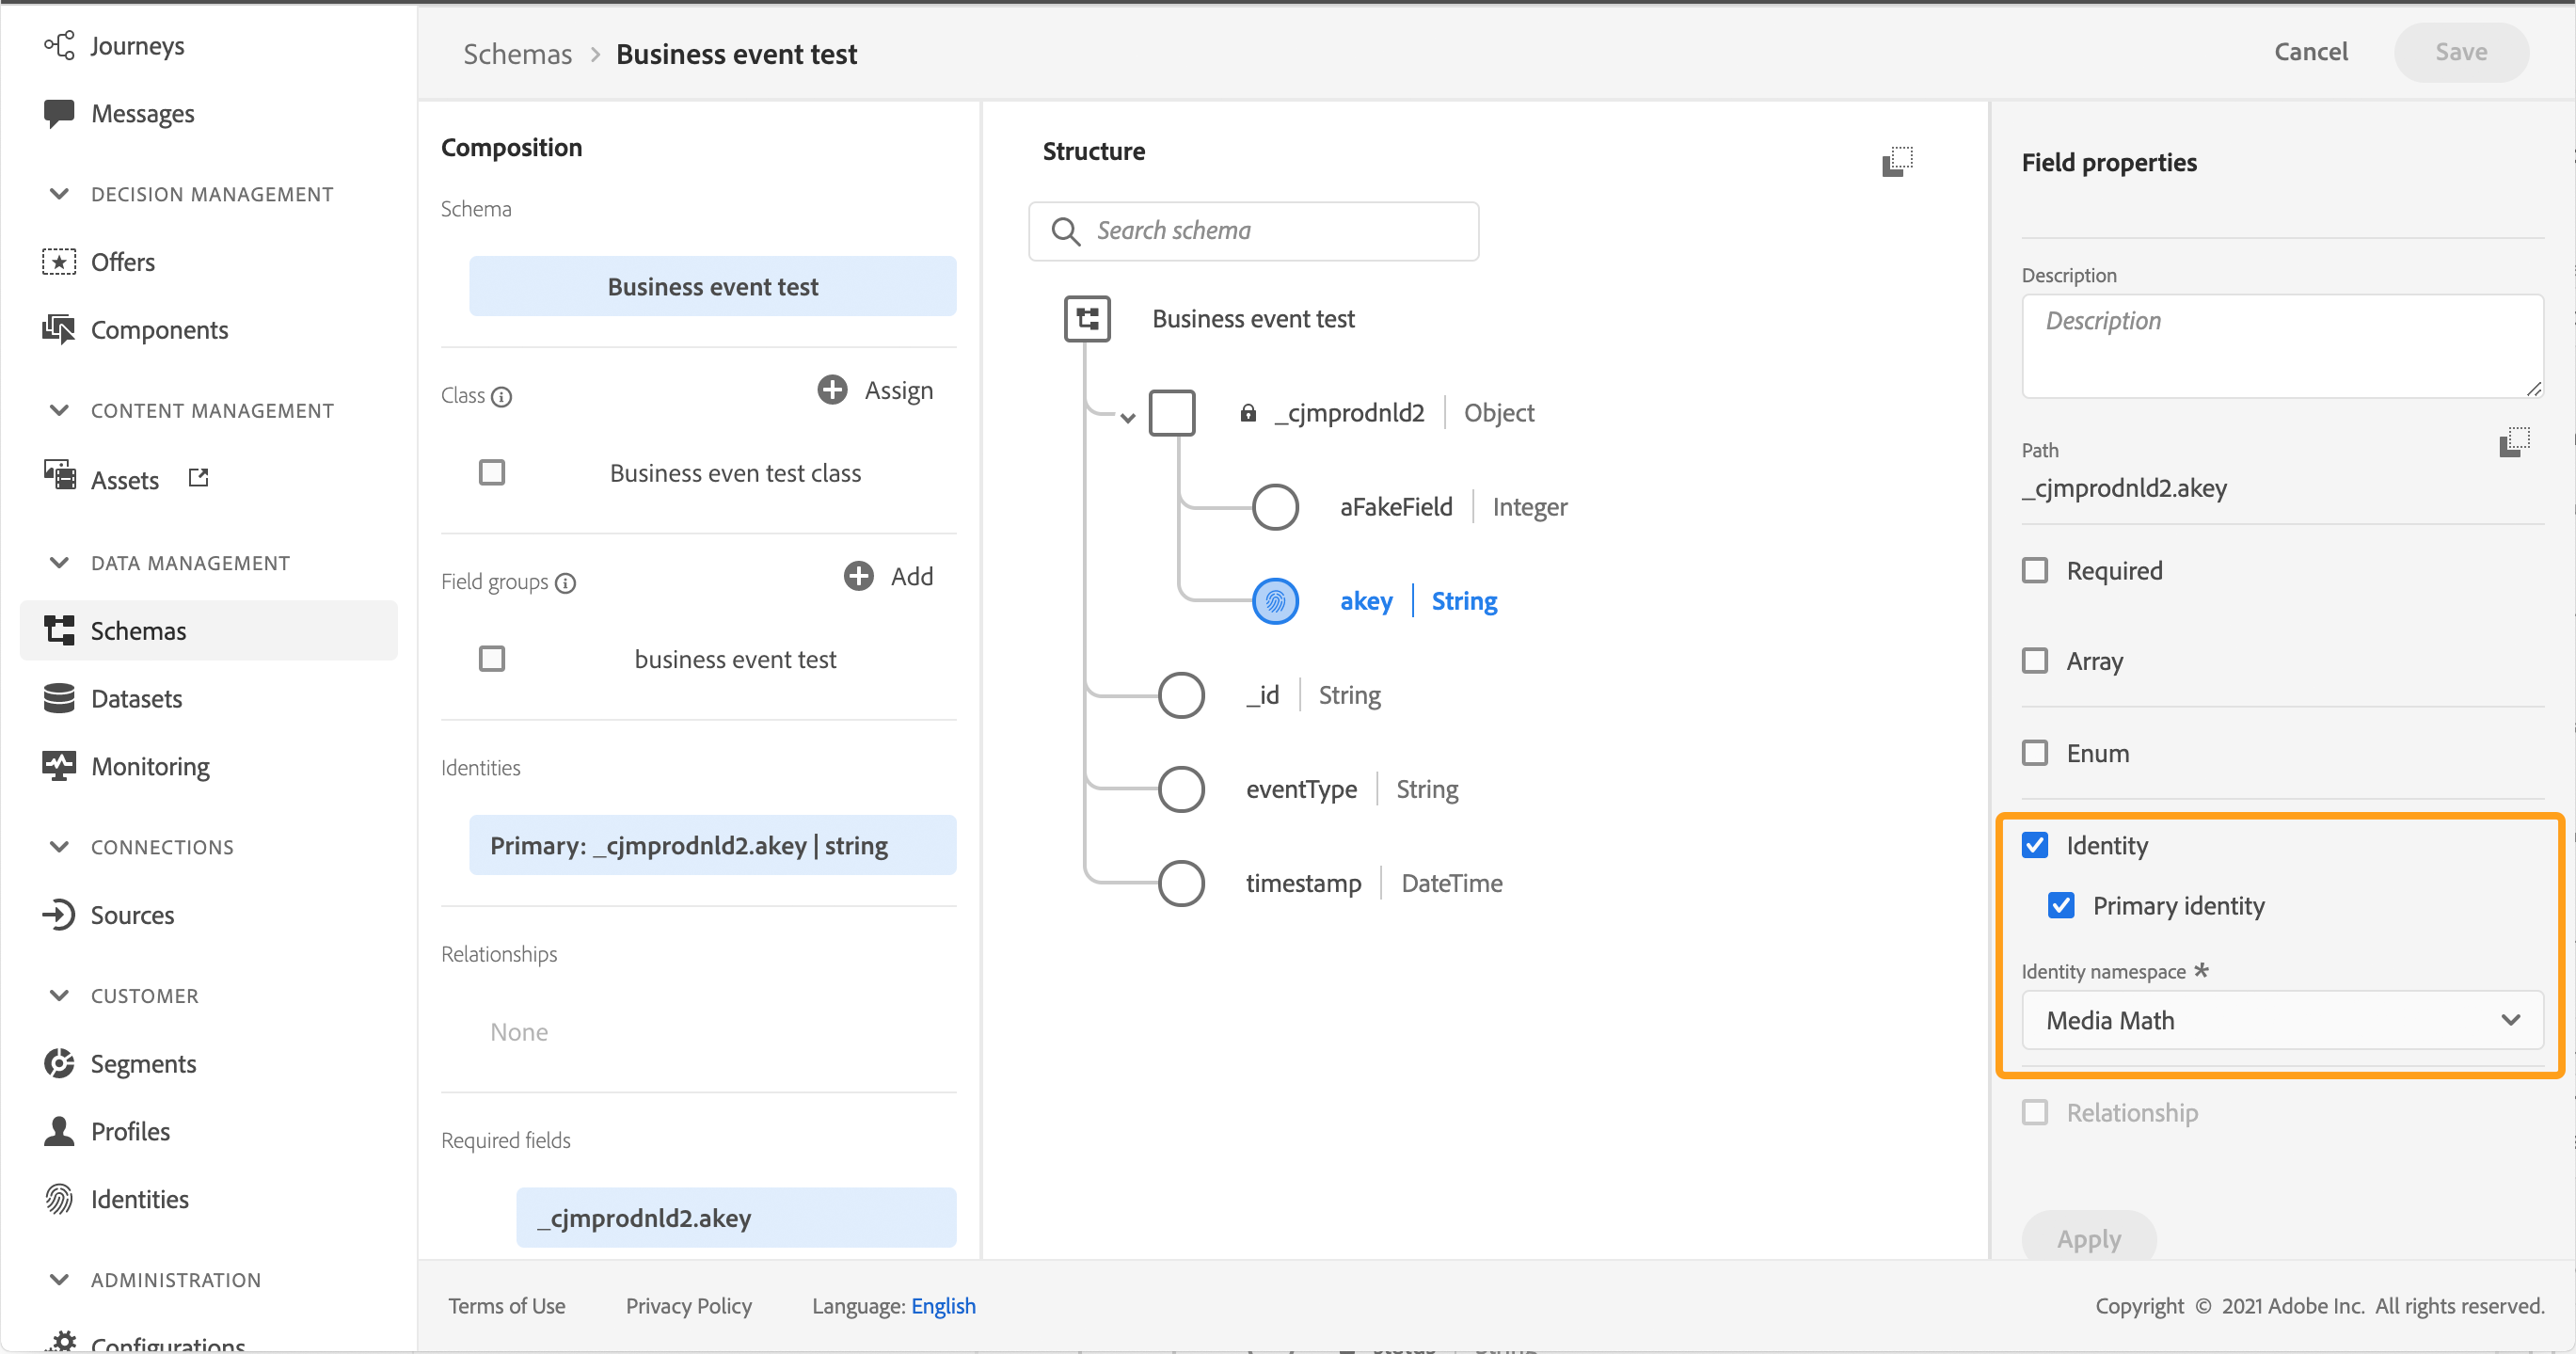 Journeys
Messages
DECISION MANAGEMENT
Offers
Components
CONTENT MANAGEMENT
Assets
DATA MANAGEMENT
Schemas
Datasets
Monitoring
CONNECTIONS
Sources
CUSTOMER
Segments
Profiles
Identities
ADMINISTRATION
Configurations
Schemas > Business event test
Cancel
Save
Composition
Schema
Business event test
Class
Assign
Business even test class
Field groups
Add
business event test
Identities
Primary: _cjmprodnld2.akey | string
Relationships
None
Required fields
_cjmprodnld2.akey
Structure
Search schema
Business event test
_cjmprodnld2 | Object
aFakeField | Integer
akey | String
_id | String
eventType | String
timestamp | DateTime
Field properties
Description
Description
Path
_cjmprodnld2.akey
Required
Array
Enum
Identity
Primary identity
Identity namespace *
Media Math
Relationship
Apply
Terms of Use
Privacy Policy
Language: English
Copyright © 2021 Adobe Inc. All rights reserved.